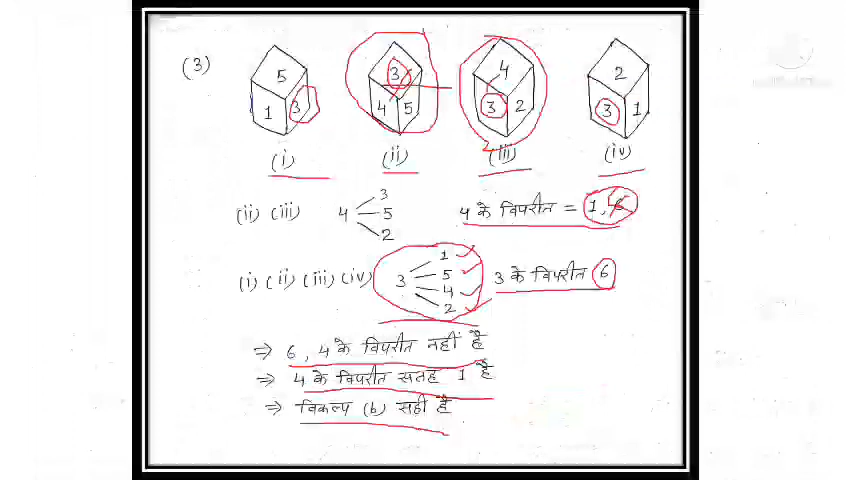 (3)
5 1 3
3 4 5
4 3 2
2 3 1
(i) (ii) (iii) (iv)
3
(ii) (iii) 4 5 4 के विपरीत = 1, 6
2
1
5
(i) (ii) (iii) (iv) 3 3 के विपरीत 6
4
2
⇒ 6, 4 के विपरीत नहीं है
⇒ 4 के विपरीत सतह 1 है
⇒ विकल्प (b) सही है